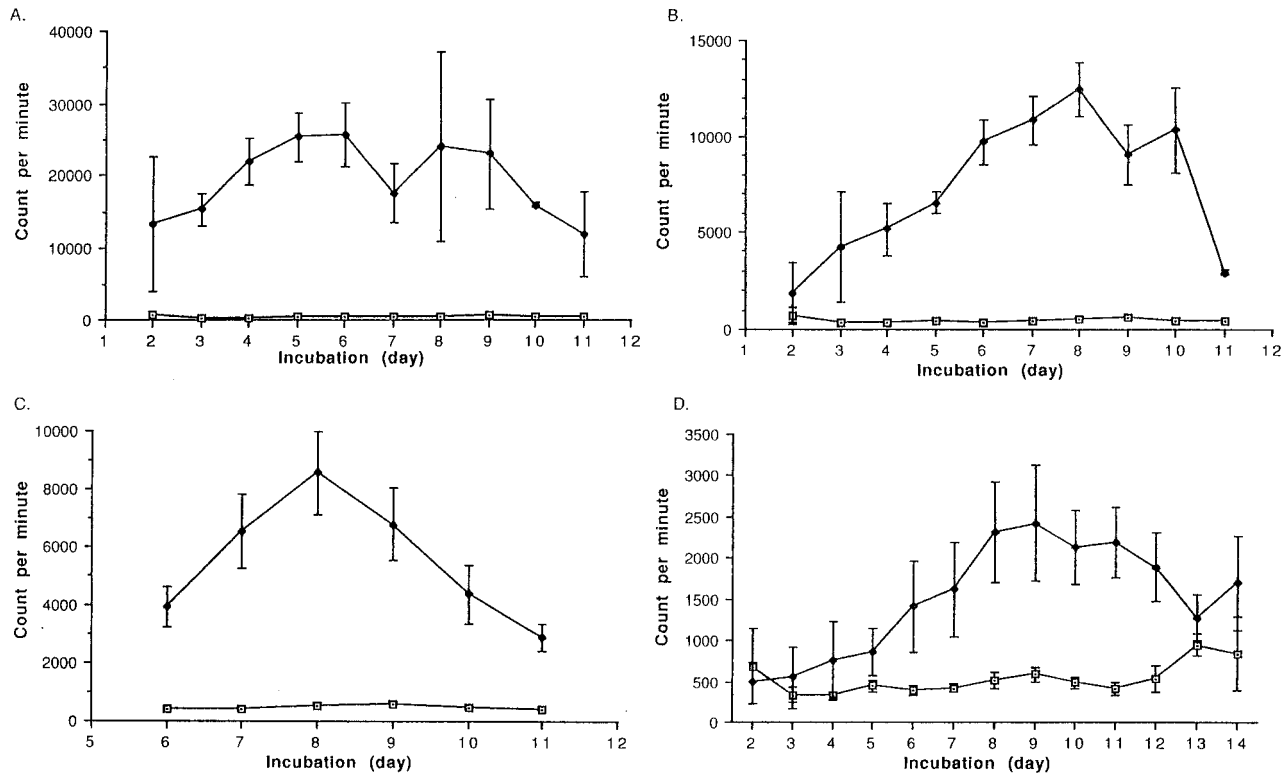 A.
40000
30000
20000
10000
0
Count per minute
1 2 3 4 5 6 7 8 9 10 11 12
Incubation (day)
B.
15000
10000
5000
0
Count per minute
1 2 3 4 5 6 7 8 9 10 11 12
Incubation (day)
C.
10000
8000
6000
4000
2000
0
Count per minute
5 6 7 8 9 10 11 12
Incubation (day)
D.
3500
3000
2500
2000
1500
1000
500
0
Count per minute
2 3 4 5 6 7 8 9 10 11 12 13 14
Incubation (day)